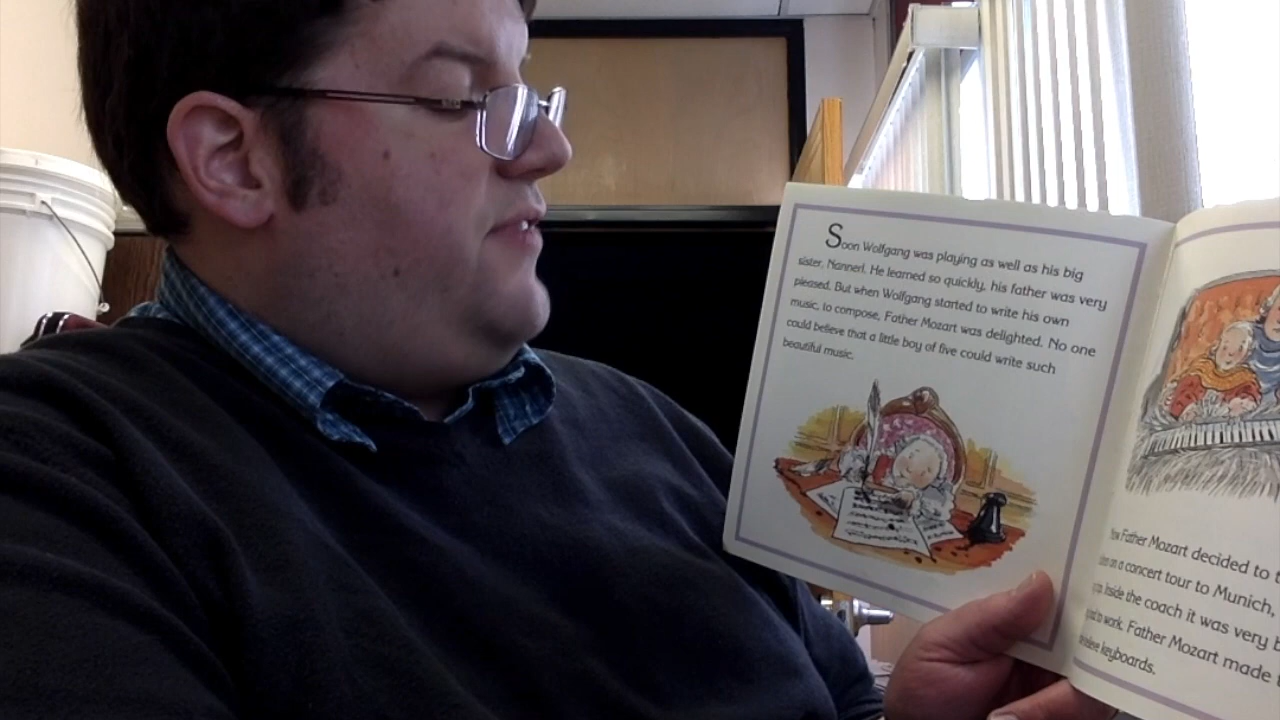 Soon Wolfgang was playing as well as his big
sister, Nannerl. He learned so quickly, his father was very
pleased. But when Wolfgang started to write his own
music, to compose, Father Mozart was delighted. No one
could believe that a little boy of five could write such
beautiful music.
Father Mozart decided to
on a concert tour to Munich,
Inside the coach it was very
to work. Father Mozart made
keyboards.